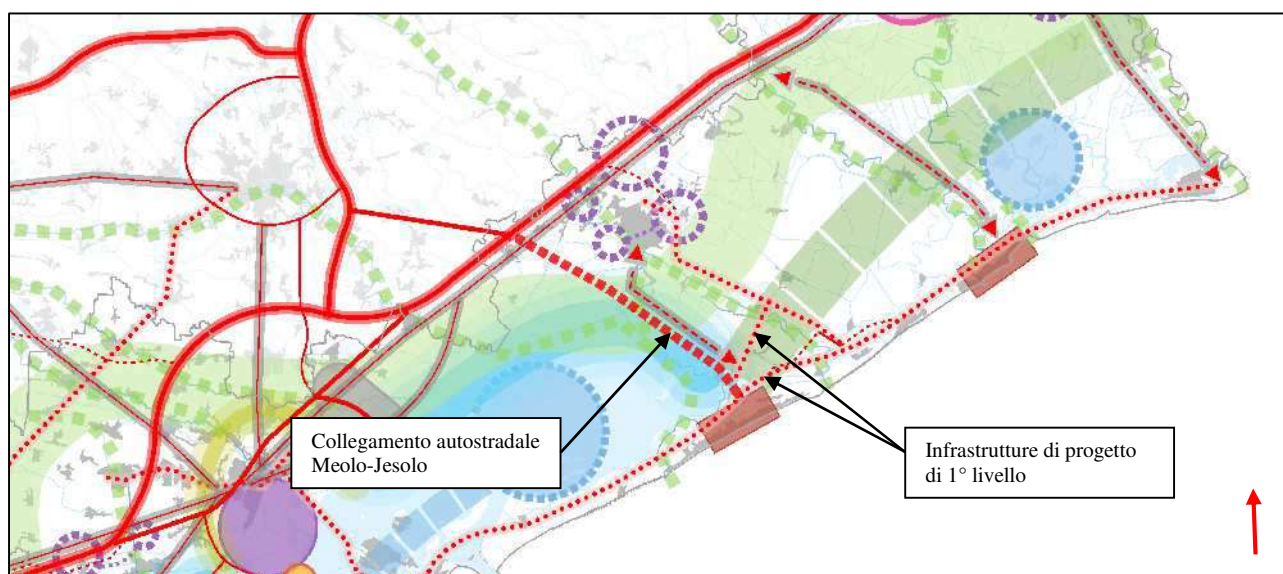 Collegamento autostradale
Meolo-Jesolo
Infrastrutture di progetto
di 1° livello